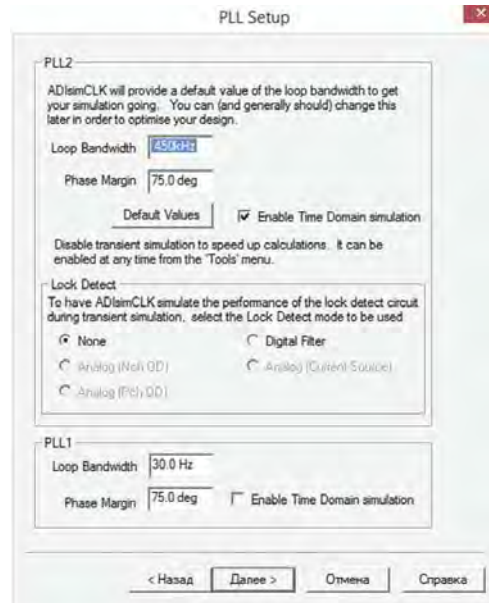 PLL Setup
PLL2
ADIsimCLK will provide a default value of the loop bandwidth to get
your simulation going. You can (and generally should) change this
later in order to optimise your design.
Loop Bandwidth 450kHz
Phase Margin 75.0 deg
Default Values Enable Time Domain simulation
Disable transient simulation to speed up calculations. It can be
enabled at any time from the 'Tools' menu.
Lock Detect
To have ADIsimCLK simulate the performance of the lock detect circuit
during transient simulation, select the Lock Detect mode to be used
None Digital Filter
Analog (Nch OD) Analog (Current Source)
Analog (Pch OD)
PLL1
Loop Bandwidth 30.0 Hz
Phase Margin 75.0 deg Enable Time Domain simulation
< Назад Далее > Отмена Справка